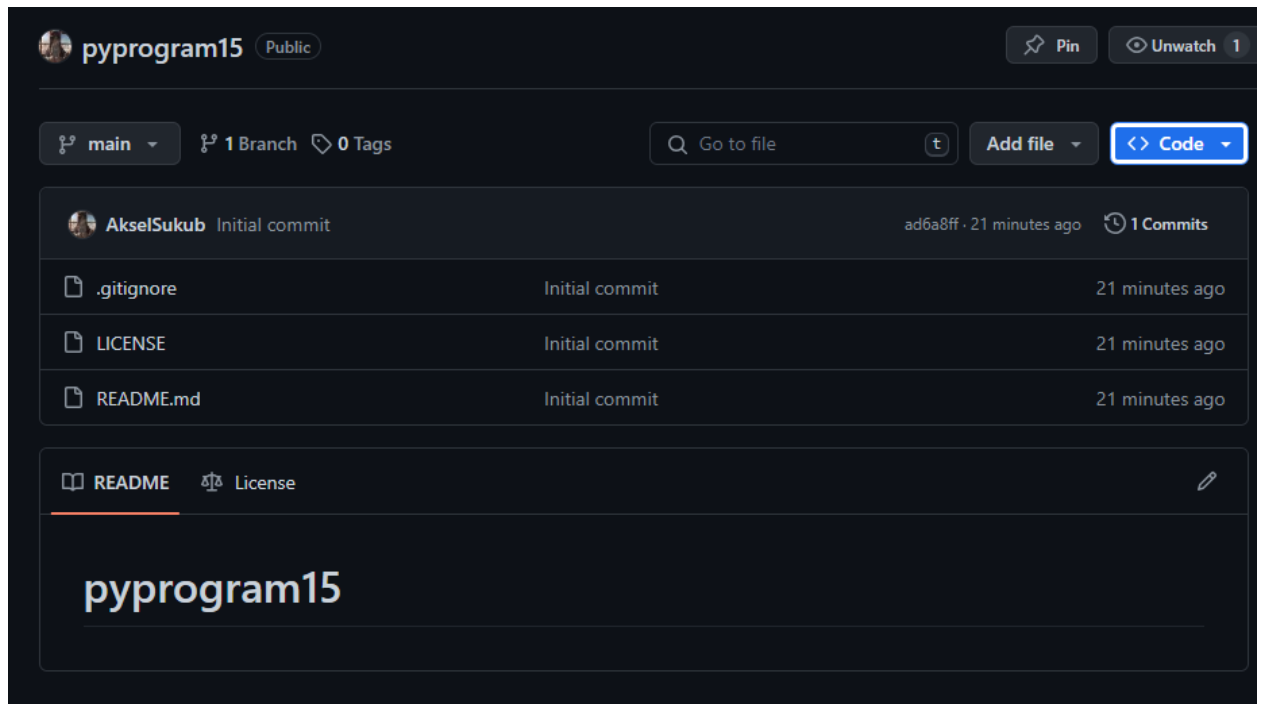 pyprogram15 Public Pin Unwatch 1
main 1 Branch 0 Tags Go to file t Add file <> Code
AkselSukub Initial commit ad6a8ff · 21 minutes ago 1 Commits
.gitignore Initial commit 21 minutes ago
LICENSE Initial commit 21 minutes ago
README.md Initial commit 21 minutes ago
README License
pyprogram15